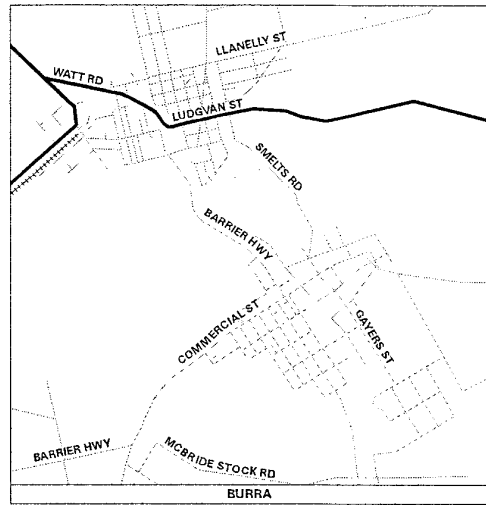 LLANELLY ST
WATT RD
LUDGVAN ST
SMELTS RD
BARRIER HWY
COMMERCIAL ST
GAYERS ST
BARRIER HWY
MCBRIDE STOCK RD
BURRA